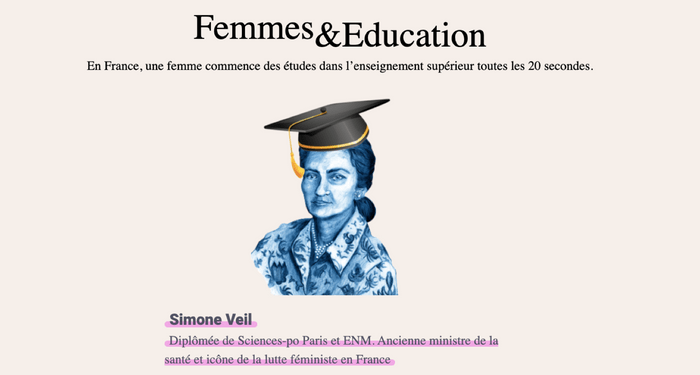 Femmes&Education
En France, une femme commence des études dans l’enseignement supérieur toutes les 20 secondes.
Simone Veil
Diplômée de Sciences-po Paris et ENM. Ancienne ministre de la
santé et icône de la lutte féministe en France